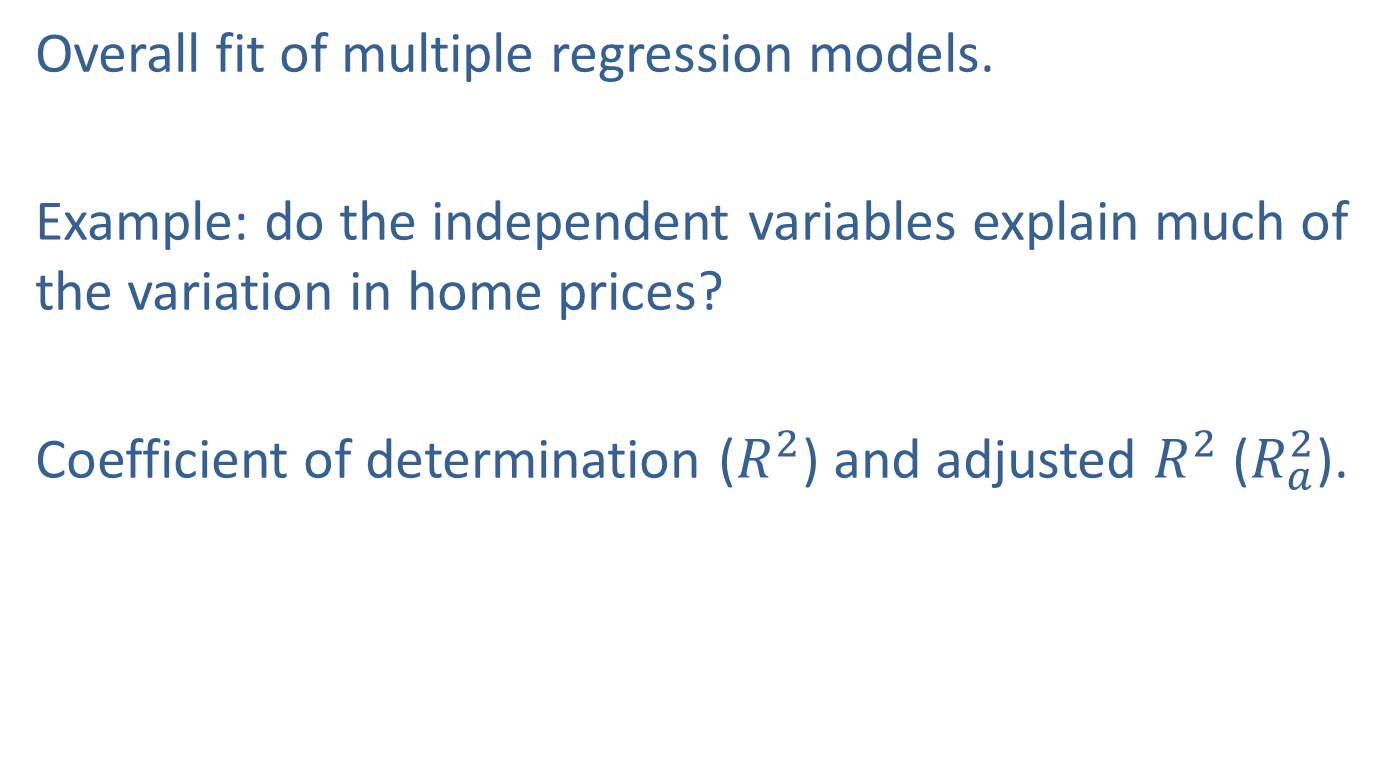 Overall fit of multiple regression models.
Example: do the independent variables explain much of
the variation in home prices?
Coefficient of determination (𝑅²) and adjusted 𝑅² (𝑅ₐ²).